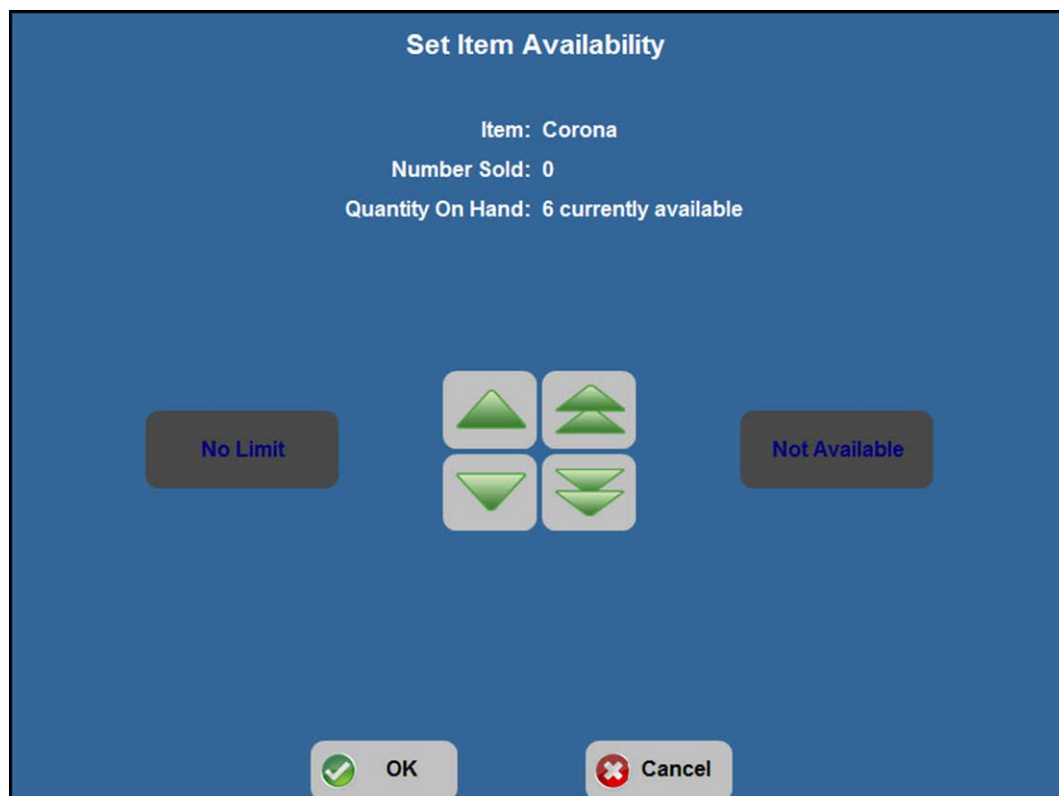 Set Item Availability
Item: Corona
Number Sold: 0
Quantity On Hand: 6 currently available
No Limit
Not Available
OK
Cancel